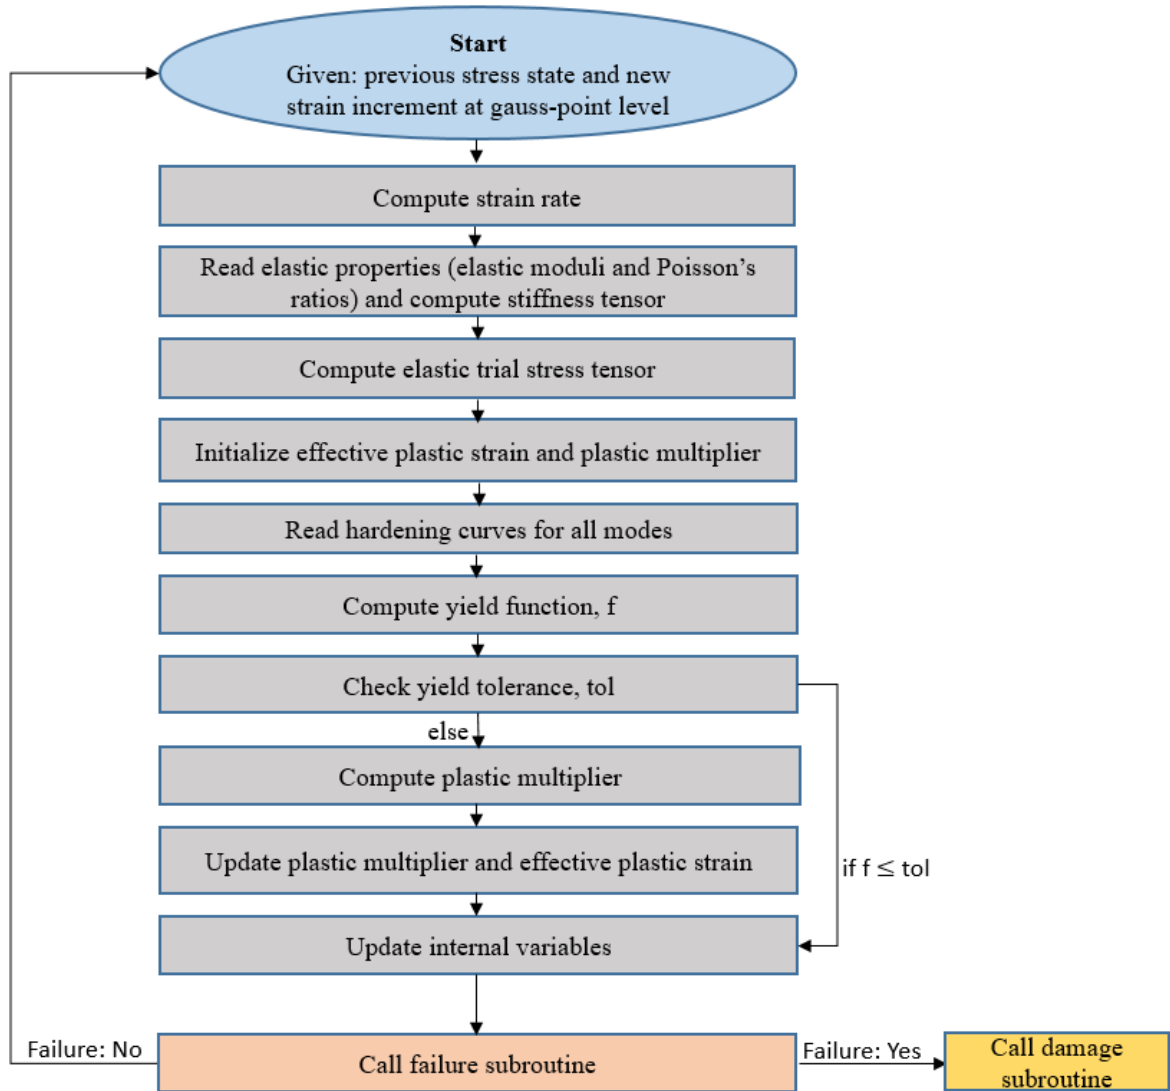 Start
Given: previous stress state and new
strain increment at gauss-point level
Compute strain rate
Read elastic properties (elastic moduli and Poisson’s
ratios) and compute stiffness tensor
Compute elastic trial stress tensor
Initialize effective plastic strain and plastic multiplier
Read hardening curves for all modes
Compute yield function, f
Check yield tolerance, tol
else
Compute plastic multiplier
Update plastic multiplier and effective plastic strain
if f ≤ tol
Update internal variables
Failure: No
Call failure subroutine
Failure: Yes
Call damage
subroutine